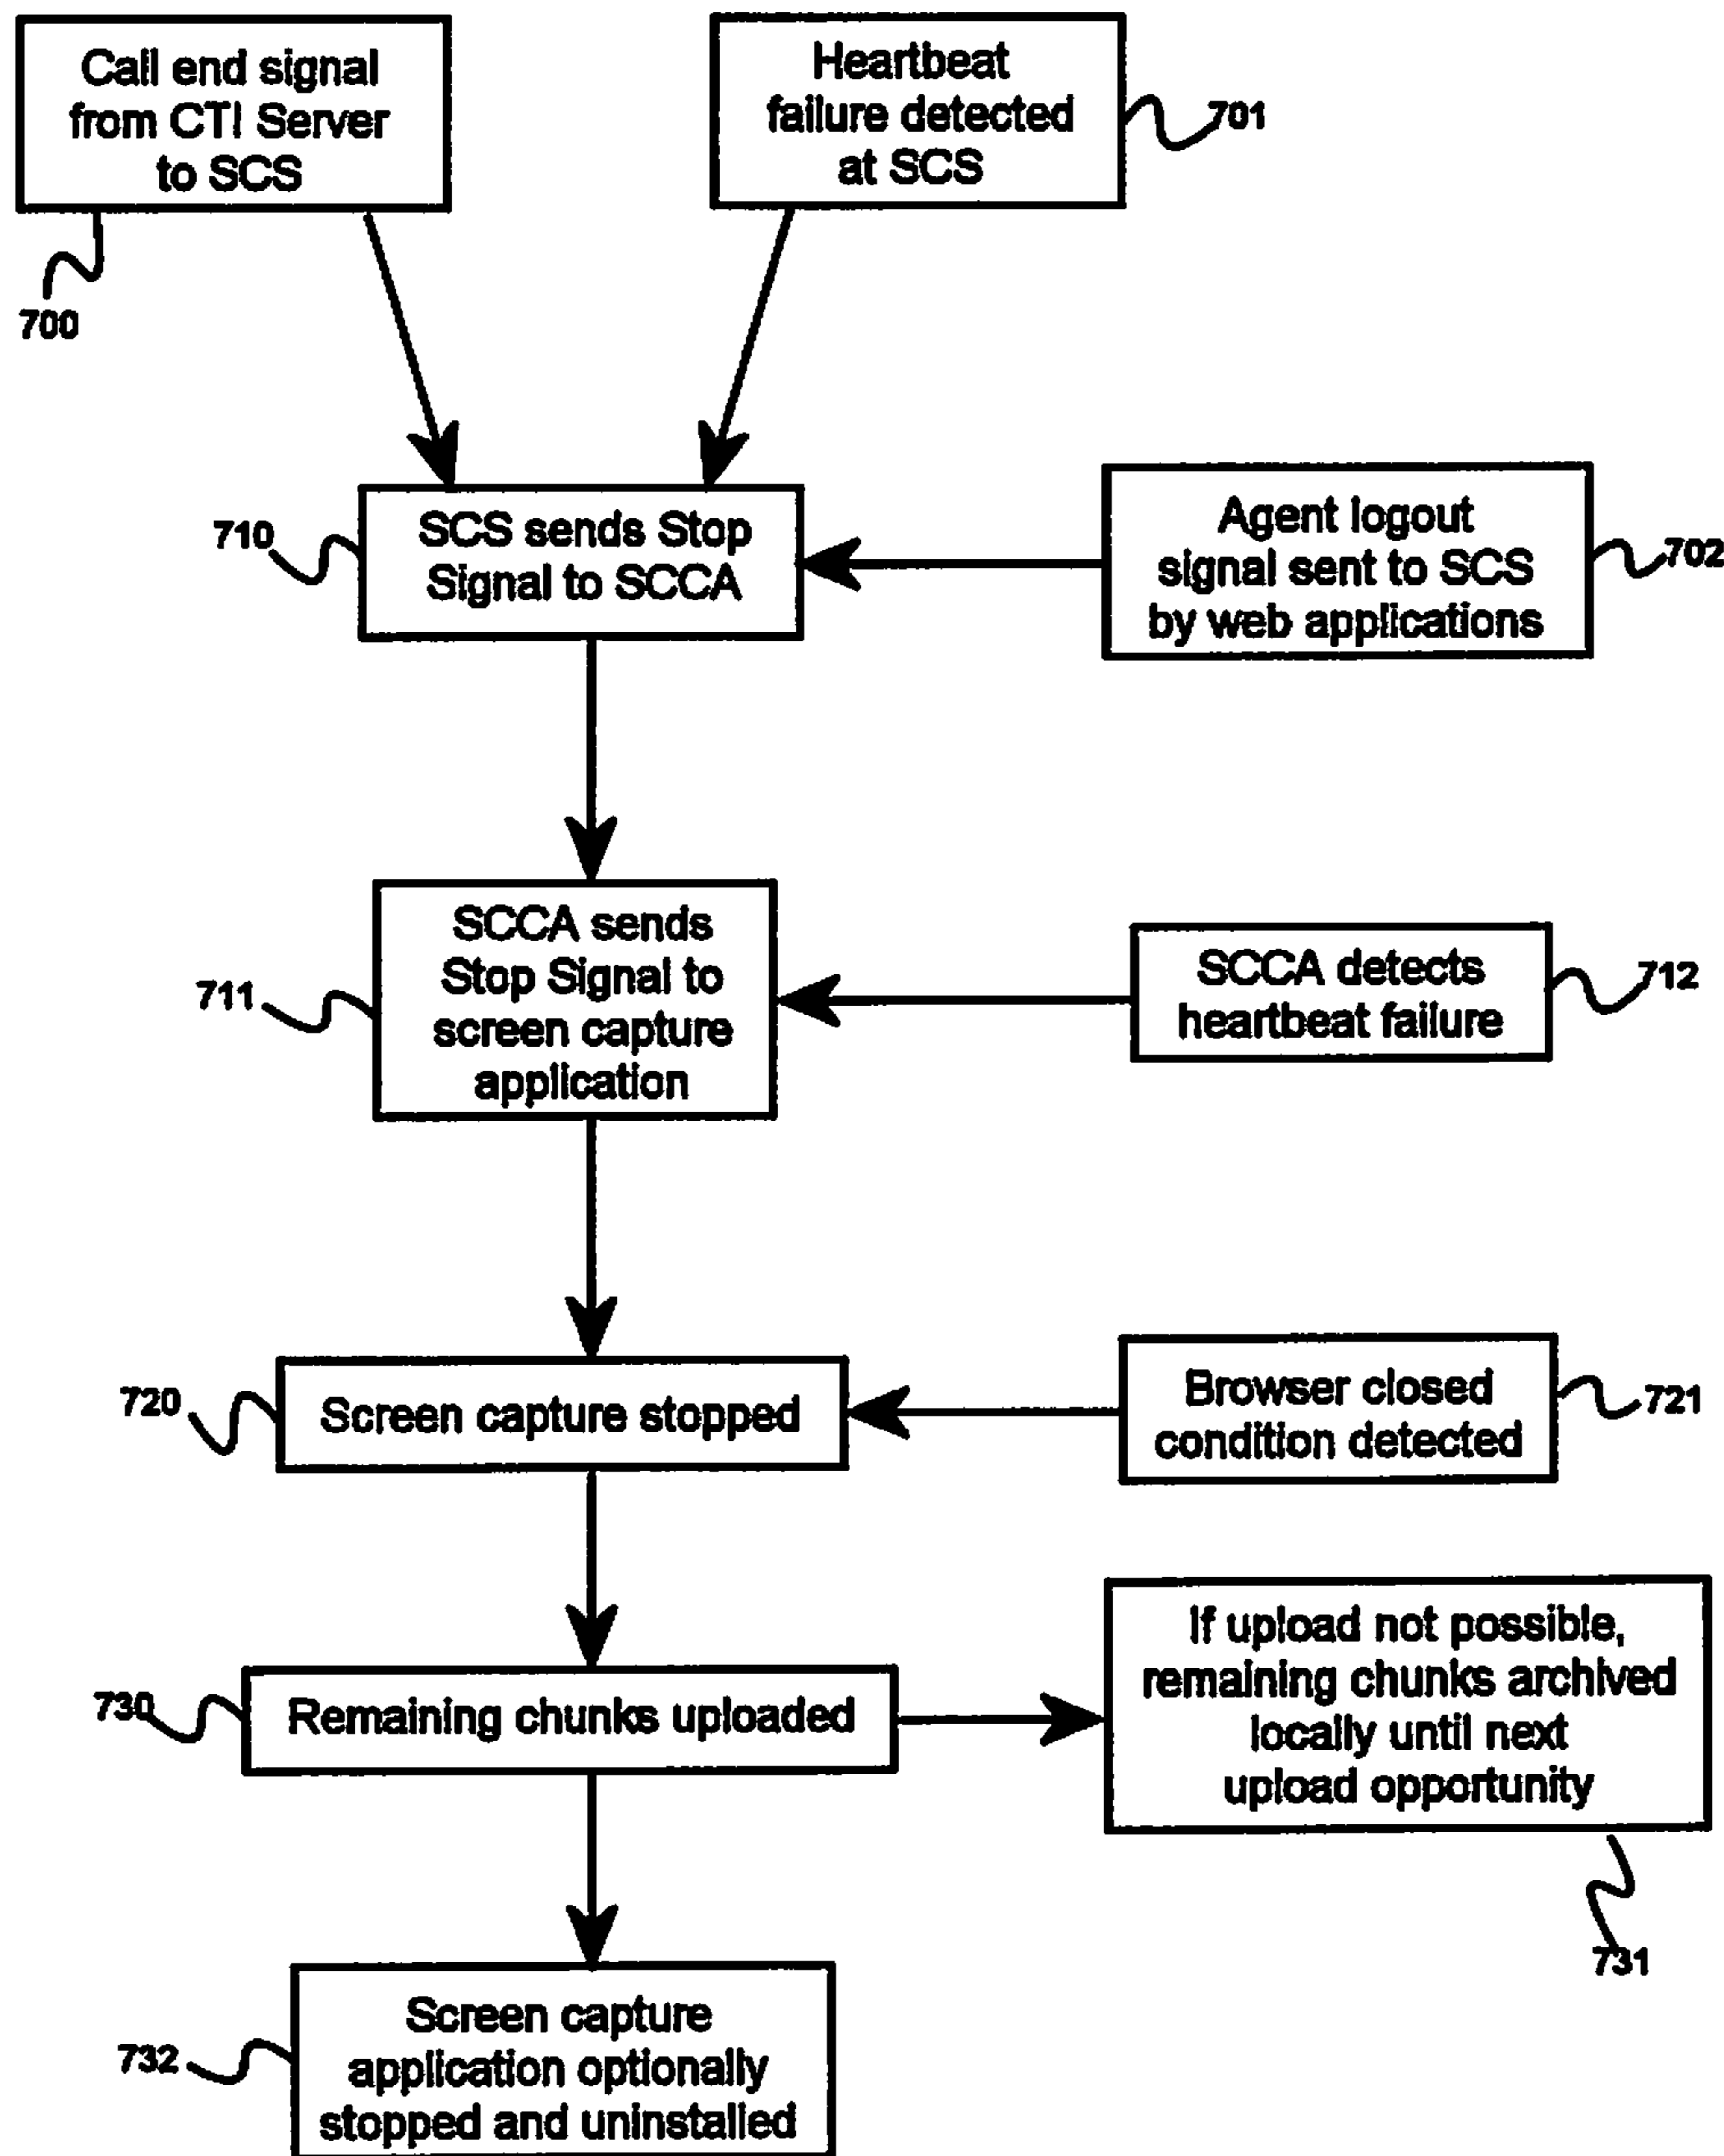 Call end signal
from CTI Server
to SCS
700
Heartbeat
failure detected
at SCS
701
710
SCS sends Stop
Signal to SCCA
Agent logout
signal sent to SCS
by web applications
702
711
SCCA sends
Stop Signal to
screen capture
application
SCCA detects
heartbeat failure
712
720
Screen capture stopped
Browser closed
condition detected
721
730
Remaining chunks uploaded
If upload not possible,
remaining chunks archived
locally until next
upload opportunity
731
732
Screen capture
application optionally
stopped and uninstalled